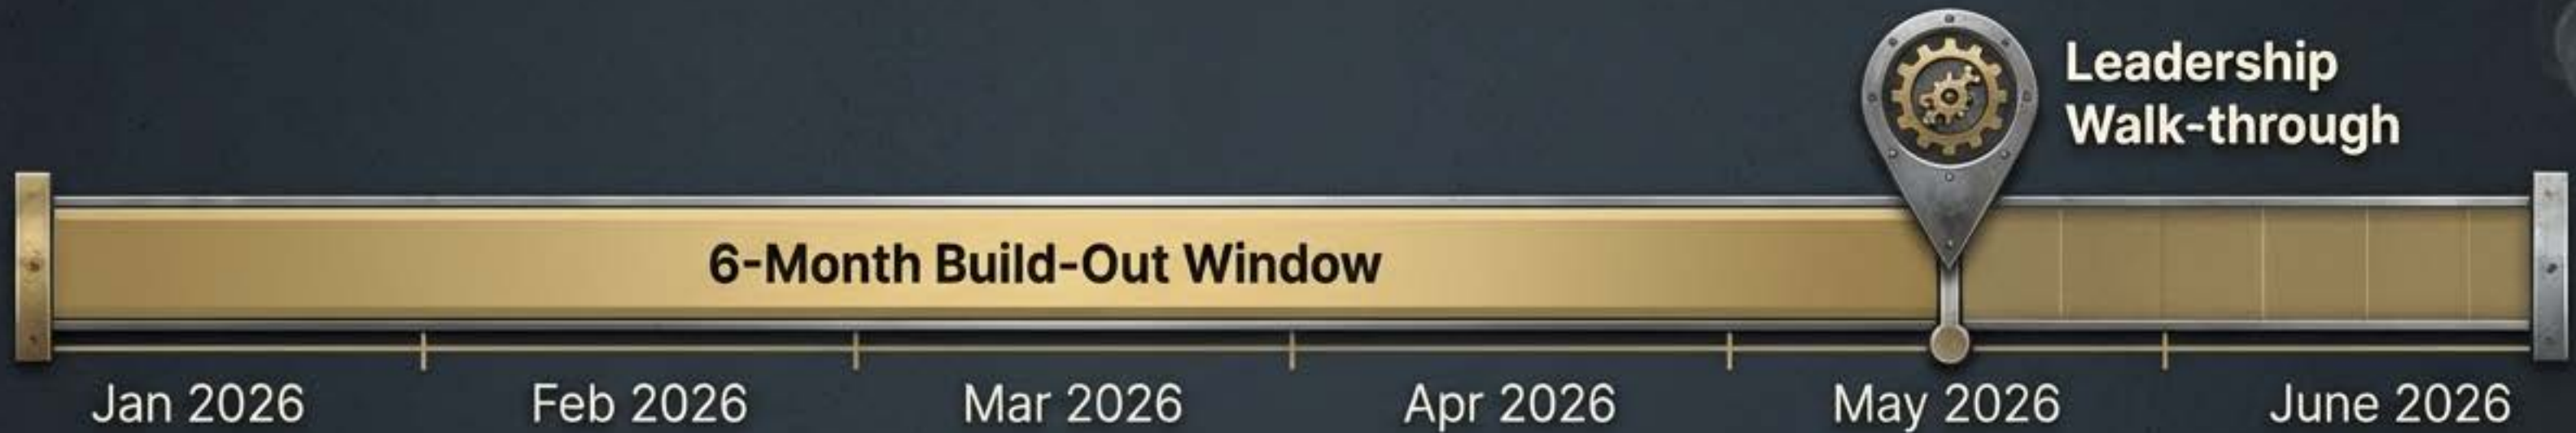 Leadership
Walk-through
6-Month Build-Out Window
Jan 2026
Feb 2026
Mar 2026
Apr 2026
May 2026
June 2026